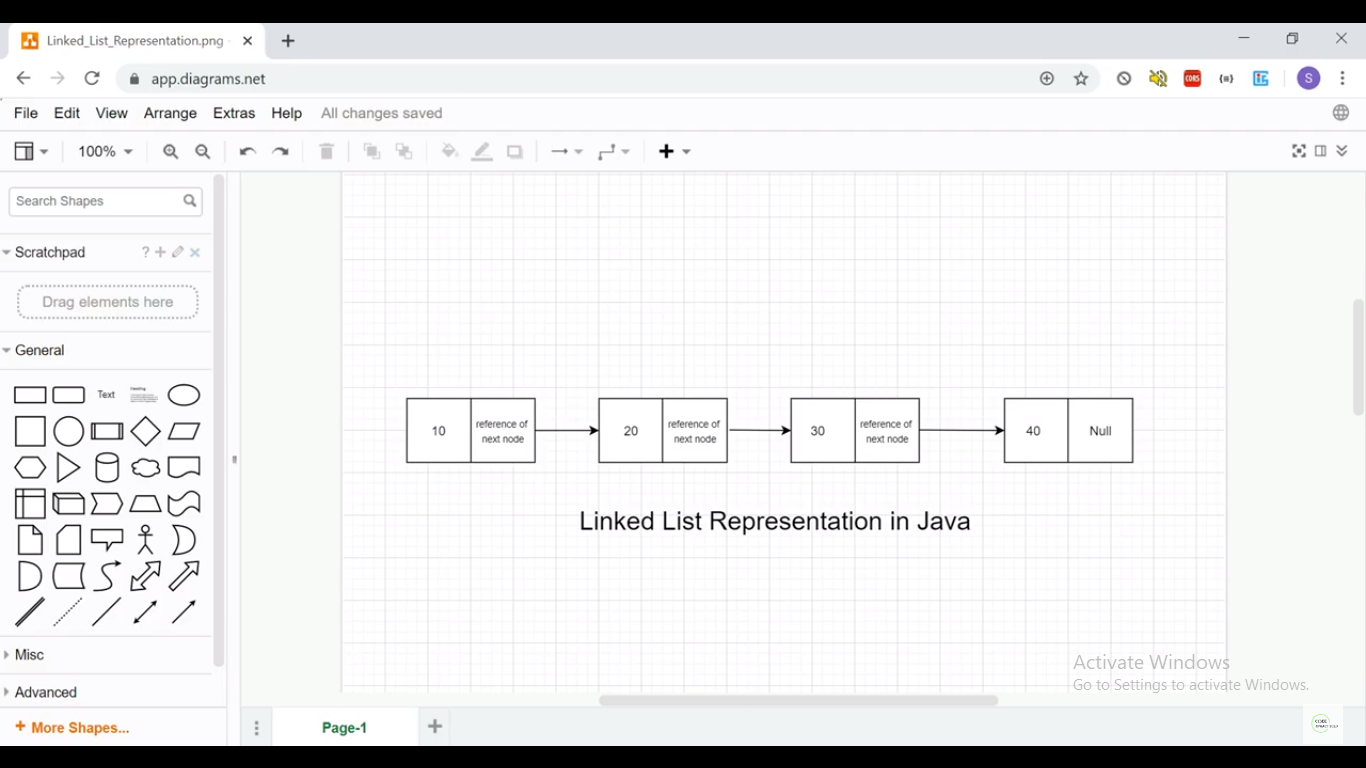 Linked_List_Representation.png
app.diagrams.net
CORS
S
File Edit View Arrange Extras Help All changes saved
100%
Search Shapes
Scratchpad
?
Drag elements here
General
Text
Heading
10
reference of
next node
20
reference of
next node
30
reference of
next node
40
Null
Linked List Representation in Java
Misc
Advanced
+ More Shapes...
Page-1
Activate Windows
Go to Settings to activate Windows.
CODE